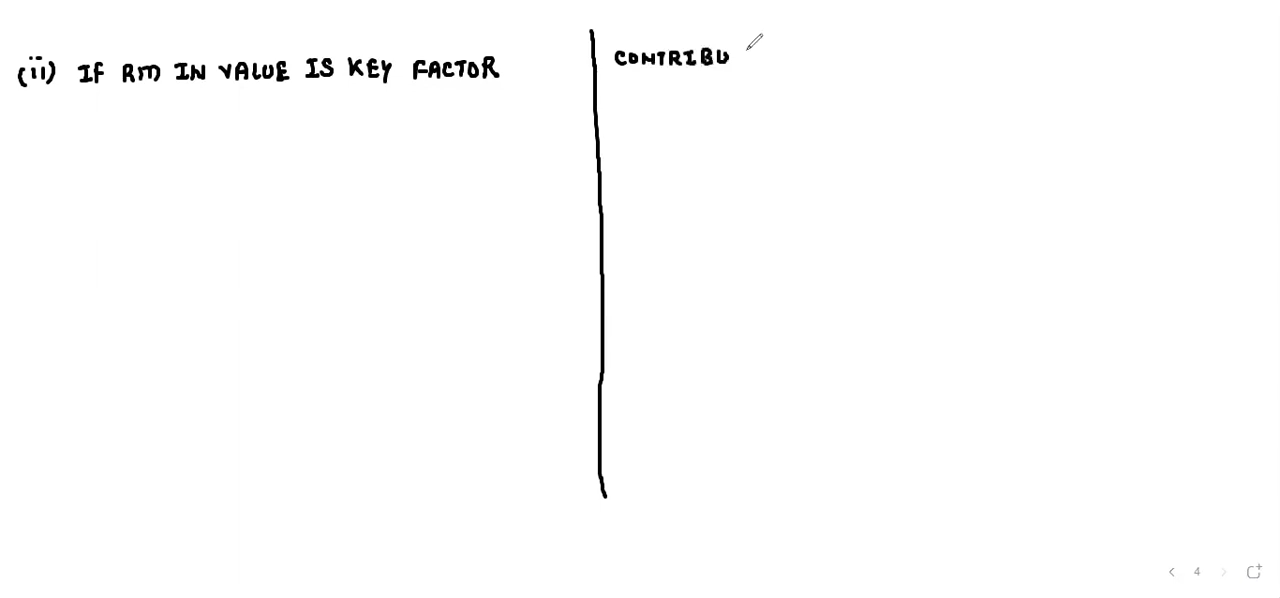 (ii) IF RM IN VALUE IS KEY FACTOR
CONTRIBU
4